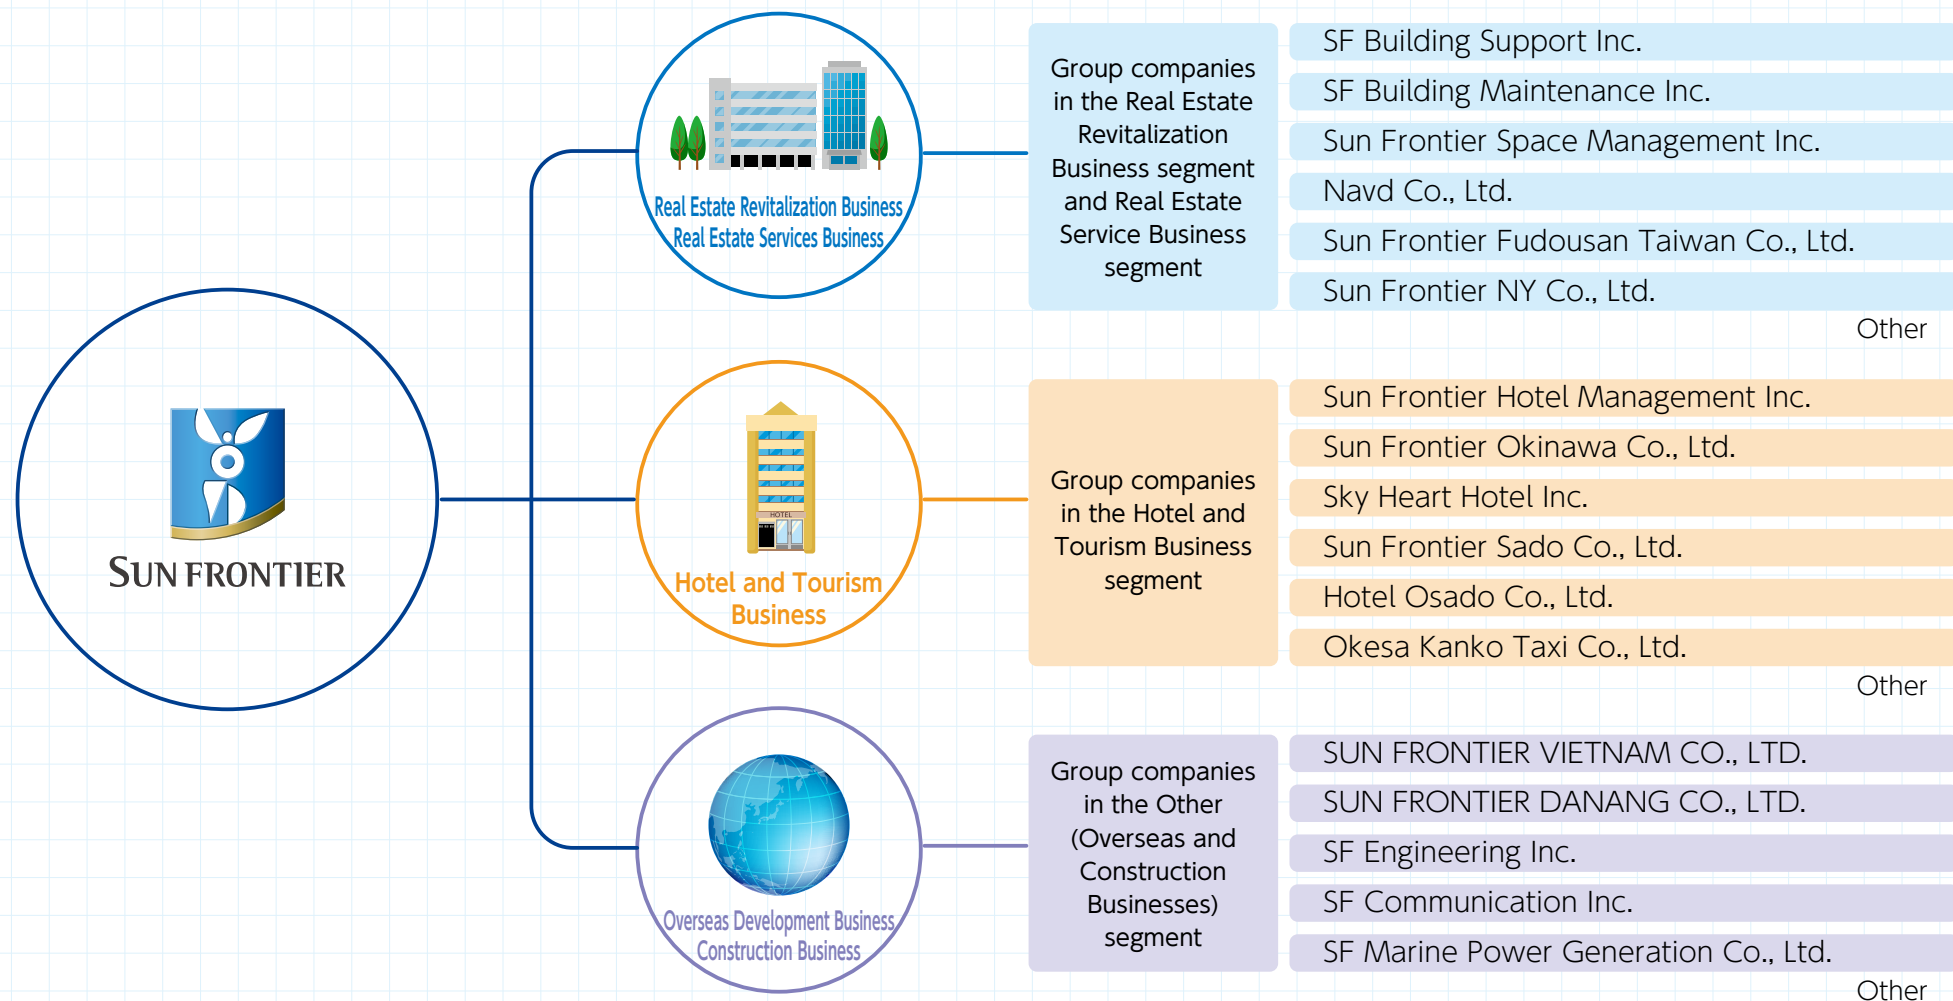 SUN FRONTIER
Real Estate Revitalization Business
Real Estate Services Business
Group companies
in the Real Estate
Revitalization
Business segment
and Real Estate
Service Business
segment
SF Building Support Inc.
SF Building Maintenance Inc.
Sun Frontier Space Management Inc.
Navd Co., Ltd.
Sun Frontier Fudousan Taiwan Co., Ltd.
Sun Frontier NY Co., Ltd.
Other
HOTEL
Hotel and Tourism
Business
Group companies
in the Hotel and
Tourism Business
segment
Sun Frontier Hotel Management Inc.
Sun Frontier Okinawa Co., Ltd.
Sky Heart Hotel Inc.
Sun Frontier Sado Co., Ltd.
Hotel Osado Co., Ltd.
Okesa Kanko Taxi Co., Ltd.
Other
Overseas Development Business
Construction Business
Group companies
in the Other
(Overseas and
Construction
Businesses)
segment
SUN FRONTIER VIETNAM CO., LTD.
SUN FRONTIER DANANG CO., LTD.
SF Engineering Inc.
SF Communication Inc.
SF Marine Power Generation Co., Ltd.
Other